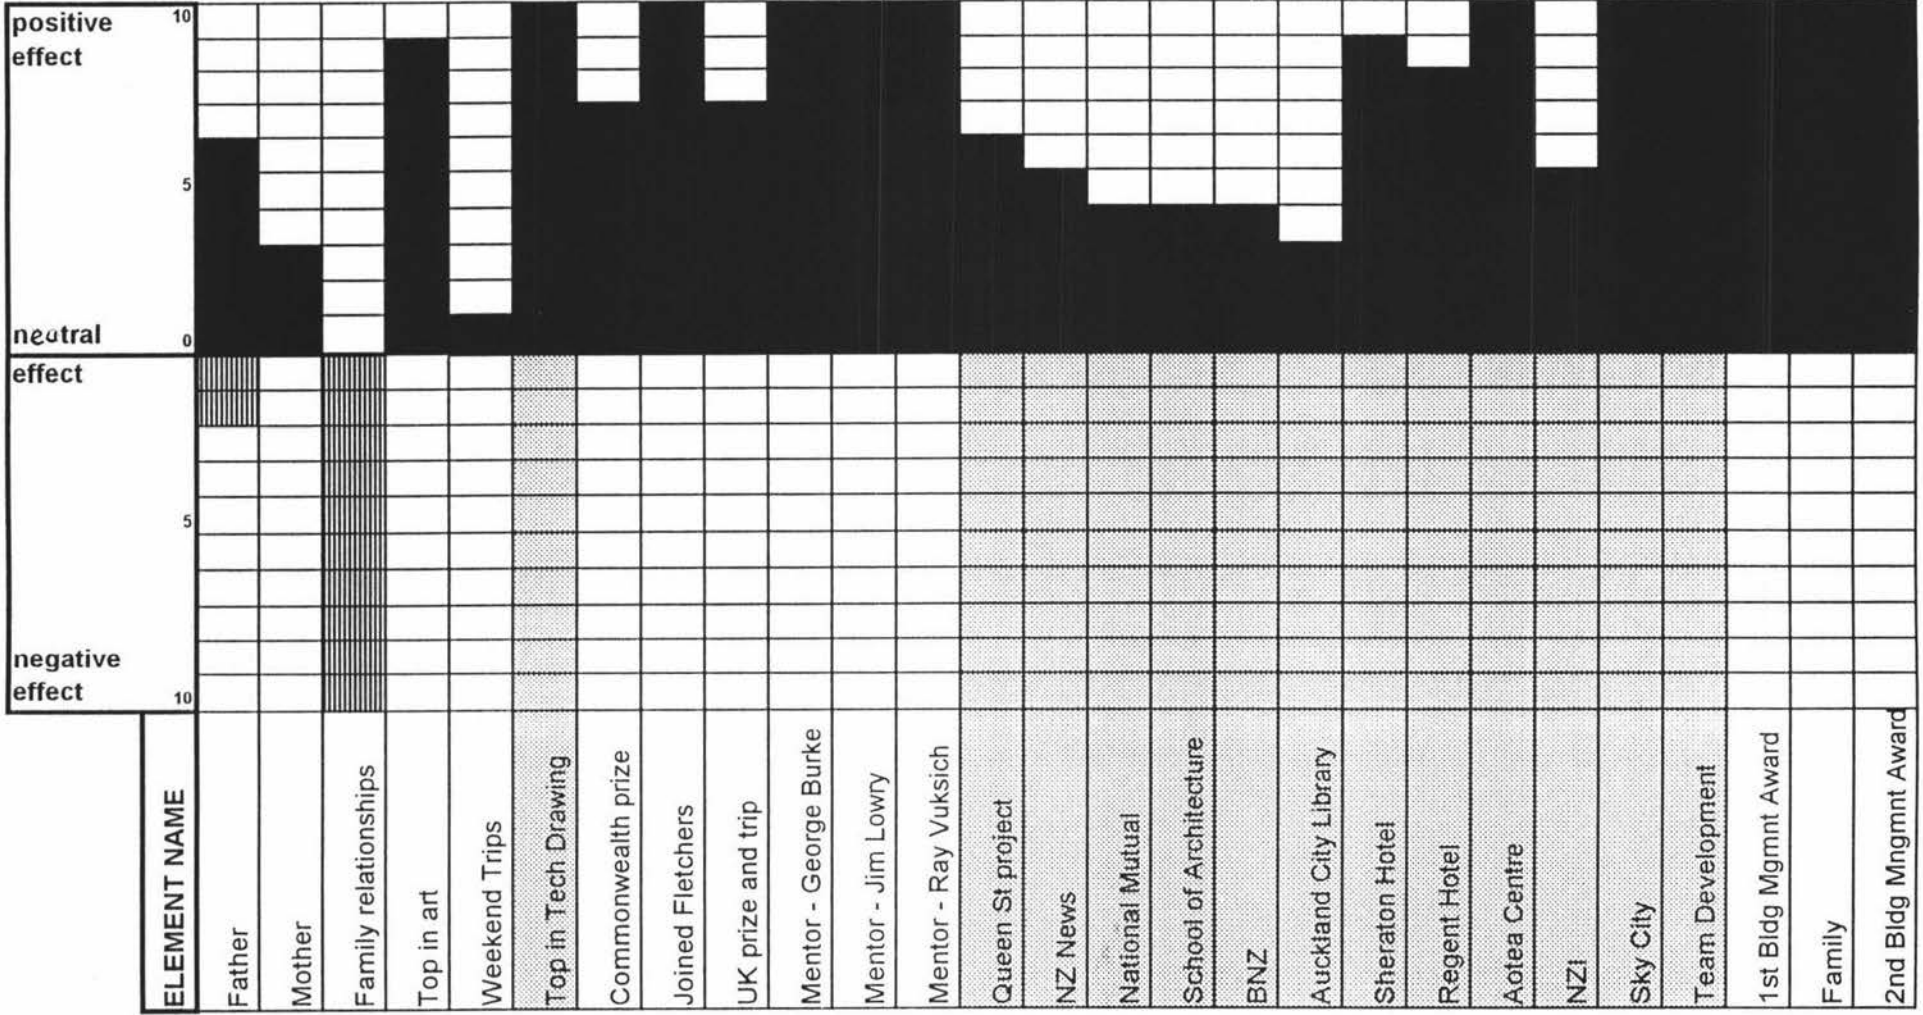 positive
effect
10
5
neutral
0
effect
5
negative
effect
10
ELEMENT NAME
Father
Mother
Family relationships
Top in art
Weekend Trips
Top in Tech Drawing
Commonwealth prize
Joined Fletchers
UK prize and trip
Mentor - George Burke
Mentor - Jim Lowry
Mentor - Ray Vuksich
Queen St project
NZ News
National Mutual
School of Architecture
BNZ
Auckland City Library
Sheraton Hotel
Regent Hotel
Aotea Centre
NZI
Sky City
Team Development
1st Bldg Mgmnt Award
Family
2nd Bldg Mngmnt Award